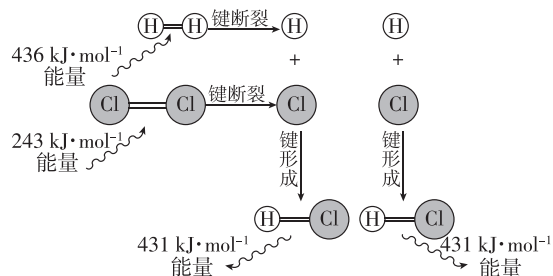 H H 键断裂 H H
436 kJ·mol⁻¹
能量
+ +
Cl Cl 键断裂 Cl Cl
243 kJ·mol⁻¹
能量
键形成 键形成
H Cl H Cl
431 kJ·mol⁻¹ 431 kJ·mol⁻¹
能量 能量